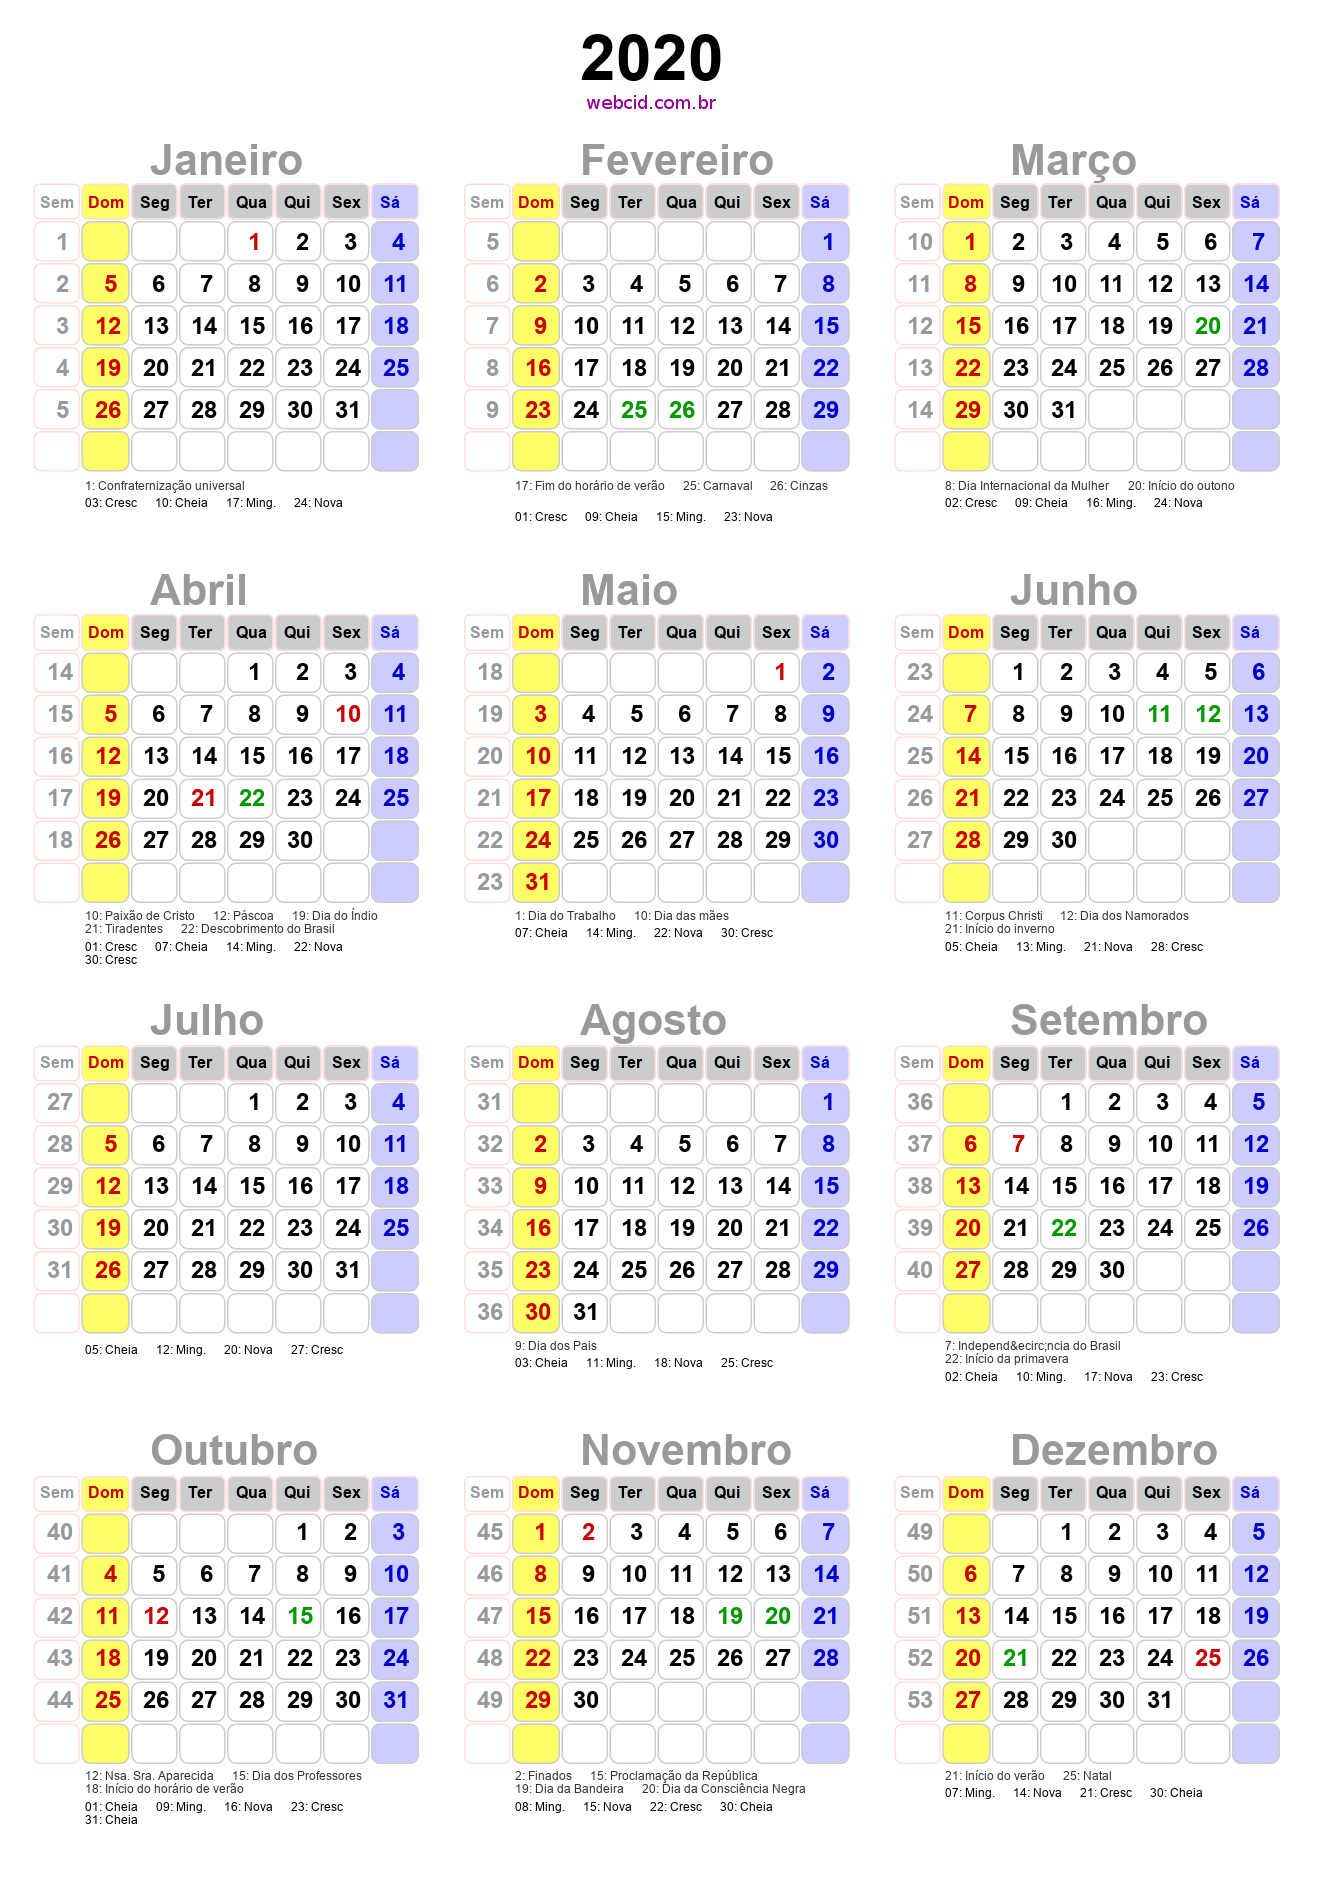 2020
webcid.com.br
Janeiro
Sem Dom Seg Ter Qua Qui Sex Sá
1 1 2 3 4
2 5 6 7 8 9 10 11
3 12 13 14 15 16 17 18
4 19 20 21 22 23 24 25
5 26 27 28 29 30 31
1: Confraternização universal
03: Cresc 10: Cheia 17: Ming. 24: Nova
Fevereiro
Sem Dom Seg Ter Qua Qui Sex Sá
5 1
6 2 3 4 5 6 7 8
7 9 10 11 12 13 14 15
8 16 17 18 19 20 21 22
9 23 24 25 26 27 28 29
17: Fim do horário de verão 25: Carnaval 26: Cinzas
01: Cresc 09: Cheia 15: Ming. 23: Nova
Março
Sem Dom Seg Ter Qua Qui Sex Sá
10 1 2 3 4 5 6 7
11 8 9 10 11 12 13 14
12 15 16 17 18 19 20 21
13 22 23 24 25 26 27 28
14 29 30 31
8: Dia Internacional da Mulher 20: Início do outono
02: Cresc 09: Cheia 16: Ming. 24: Nova
Abril
Sem Dom Seg Ter Qua Qui Sex Sá
14 1 2 3 4
15 5 6 7 8 9 10 11
16 12 13 14 15 16 17 18
17 19 20 21 22 23 24 25
18 26 27 28 29 30
10: Paixão de Cristo 12: Páscoa 19: Dia do Índio
21: Tiradentes 22: Descobrimento do Brasil
01: Cresc 07: Cheia 14: Ming. 22: Nova
30: Cresc
Maio
Sem Dom Seg Ter Qua Qui Sex Sá
18 1 2
19 3 4 5 6 7 8 9
20 10 11 12 13 14 15 16
21 17 18 19 20 21 22 23
22 24 25 26 27 28 29 30
23 31
1: Dia do Trabalho 10: Dia das mães
07: Cheia 14: Ming. 22: Nova 30: Cresc
Junho
Sem Dom Seg Ter Qua Qui Sex Sá
23 1 2 3 4 5 6
24 7 8 9 10 11 12 13
25 14 15 16 17 18 19 20
26 21 22 23 24 25 26 27
27 28 29 30
11: Corpus Christi 12: Dia dos Namorados
21: Início do inverno
05: Cheia 13: Ming. 21: Nova 28: Cresc
Julho
Sem Dom Seg Ter Qua Qui Sex Sá
27 1 2 3 4
28 5 6 7 8 9 10 11
29 12 13 14 15 16 17 18
30 19 20 21 22 23 24 25
31 26 27 28 29 30 31
05: Cheia 12: Ming. 20: Nova 27: Cresc
Agosto
Sem Dom Seg Ter Qua Qui Sex Sá
31 1
32 2 3 4 5 6 7 8
33 9 10 11 12 13 14 15
34 16 17 18 19 20 21 22
35 23 24 25 26 27 28 29
36 30 31
9: Dia dos Pais
03: Cheia 11: Ming. 18: Nova 25: Cresc
Setembro
Sem Dom Seg Ter Qua Qui Sex Sá
36 1 2 3 4 5
37 6 7 8 9 10 11 12
38 13 14 15 16 17 18 19
39 20 21 22 23 24 25 26
40 27 28 29 30
7: Independ&ecirc;ncia do Brasil
22: Início da primavera
02: Cheia 10: Ming. 17: Nova 23: Cresc
Outubro
Sem Dom Seg Ter Qua Qui Sex Sá
40 1 2 3
41 4 5 6 7 8 9 10
42 11 12 13 14 15 16 17
43 18 19 20 21 22 23 24
44 25 26 27 28 29 30 31
12: Nsa. Sra. Aparecida 15: Dia dos Professores
18: Início do horário de verão
01: Cheia 09: Ming. 16: Nova 23: Cresc
31: Cheia
Novembro
Sem Dom Seg Ter Qua Qui Sex Sá
45 1 2 3 4 5 6 7
46 8 9 10 11 12 13 14
47 15 16 17 18 19 20 21
48 22 23 24 25 26 27 28
49 29 30
2: Finados 15: Proclamação da República
19: Dia da Bandeira 20: Dia da Consciência Negra
08: Ming. 15: Nova 22: Cresc 30: Cheia
Dezembro
Sem Dom Seg Ter Qua Qui Sex Sá
49 1 2 3 4 5
50 6 7 8 9 10 11 12
51 13 14 15 16 17 18 19
52 20 21 22 23 24 25 26
53 27 28 29 30 31
21: Início do verão 25: Natal
07: Ming. 14: Nova 21: Cresc 30: Cheia